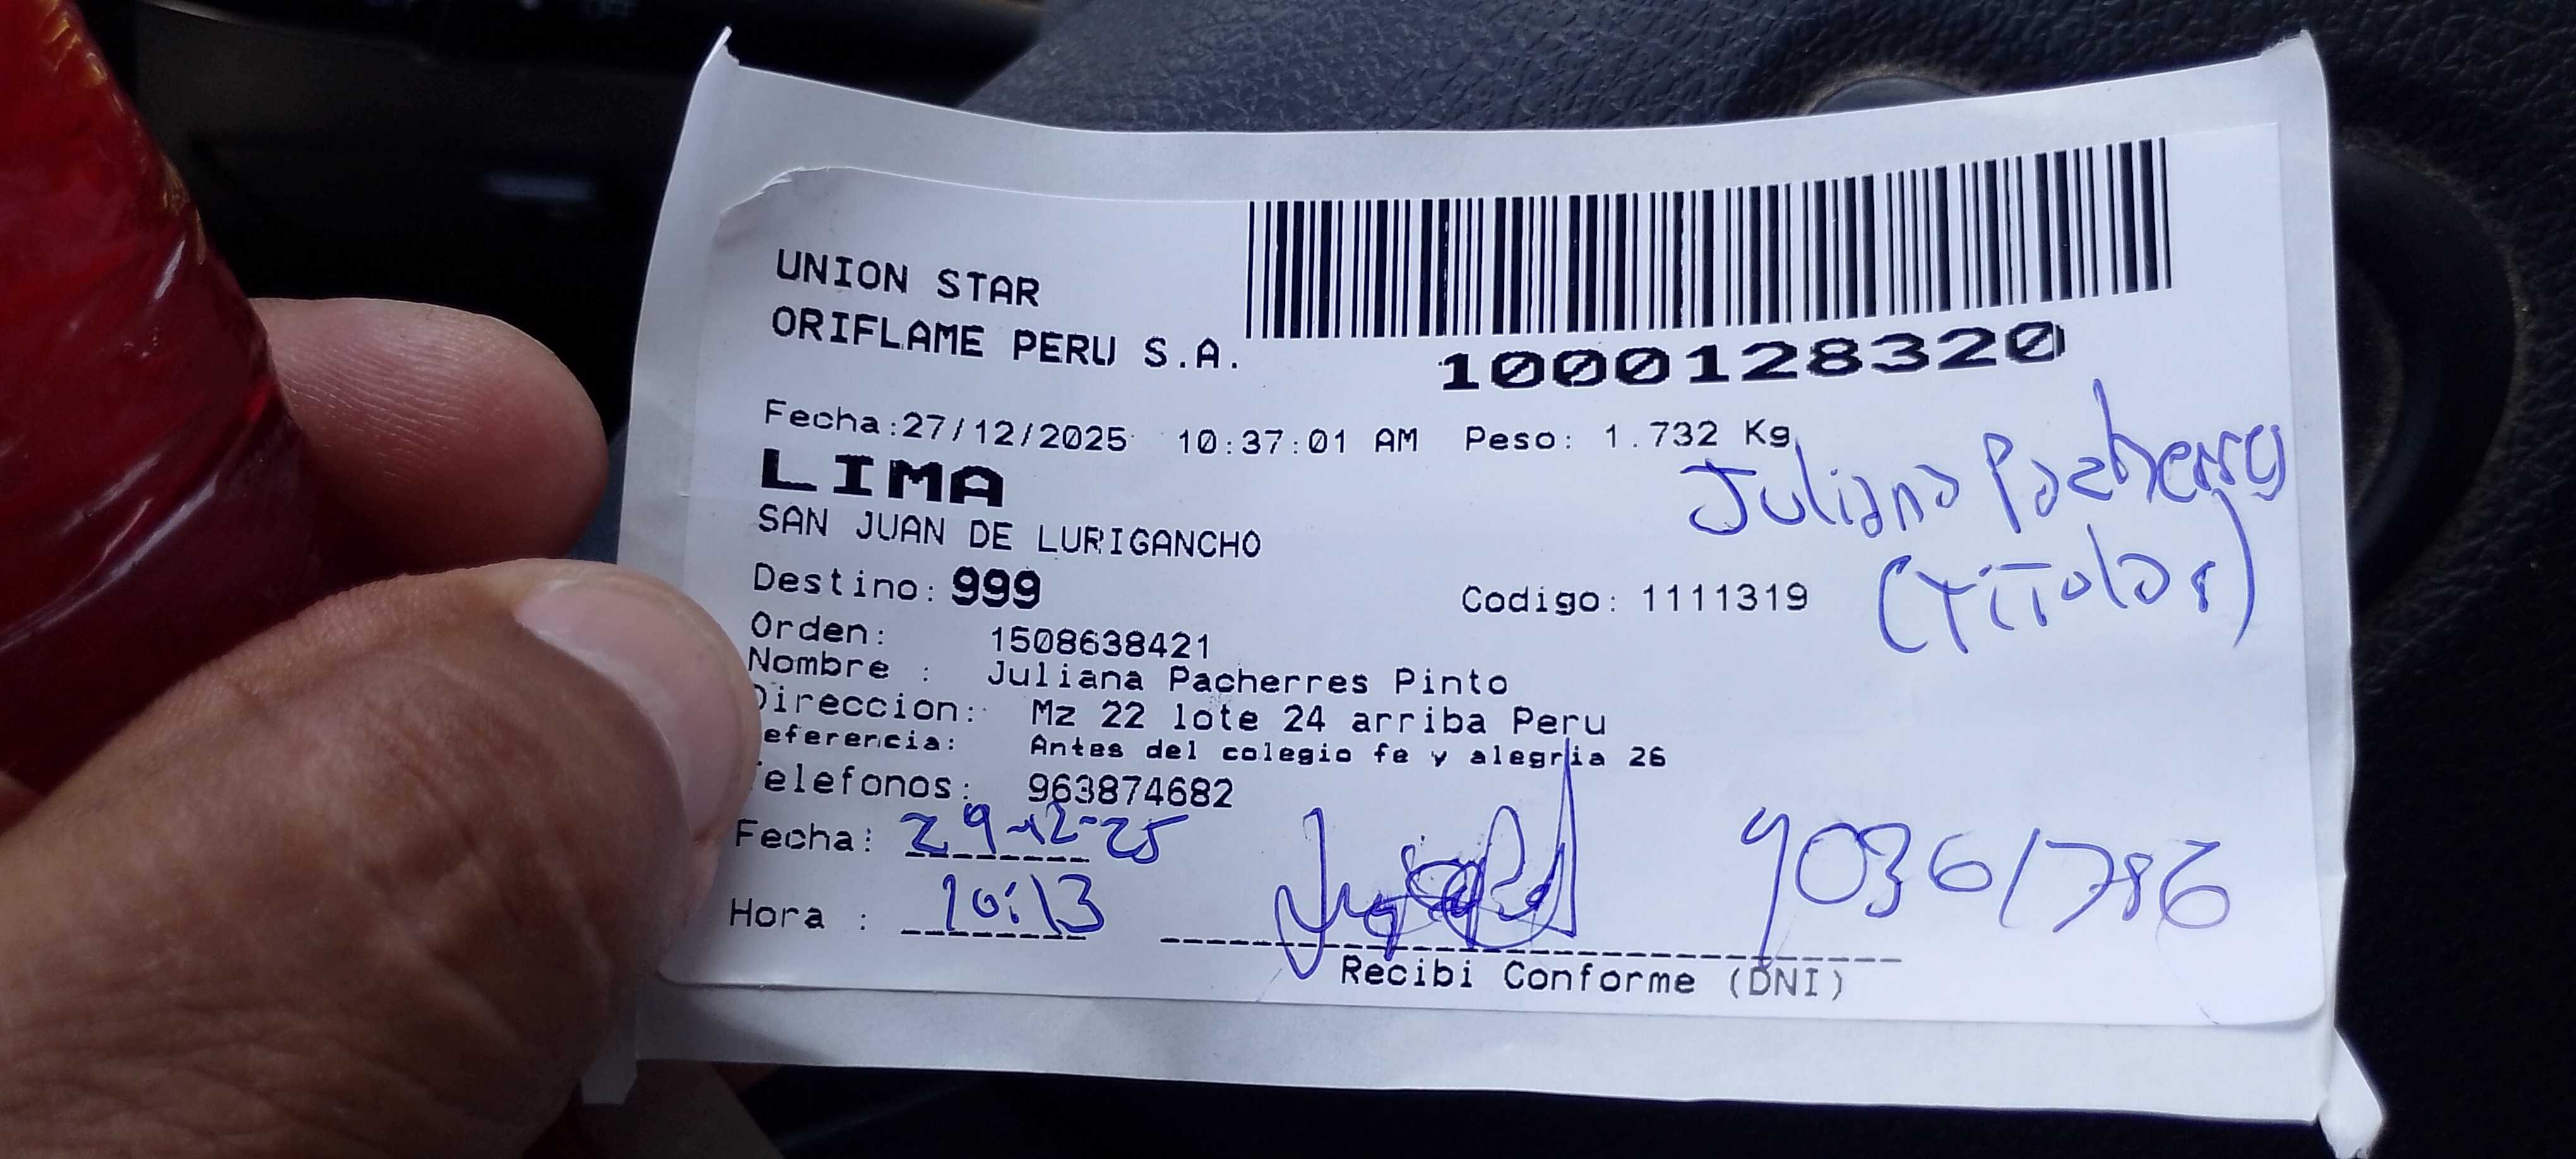 UNION STAR
ORIFLAME PERU S.A.
1000128320
Fecha:27/12/2025 10:37:01 AM Peso: 1.732 Kg
LIMA
SAN JUAN DE LURIGANCHO
Juliana Pacherrs
(Titular)
Destino: 999 Codigo: 1111319
Orden: 1508638421
Nombre : Juliana Pacherres Pinto
Direccion: Mz 22 lote 24 arriba Peru
eferencia: Antes del colegio fe y alegria 26
Telefonos: 963874682
Fecha: 29-12-25
Hora : 10:13
Recibi Conforme (DNI)